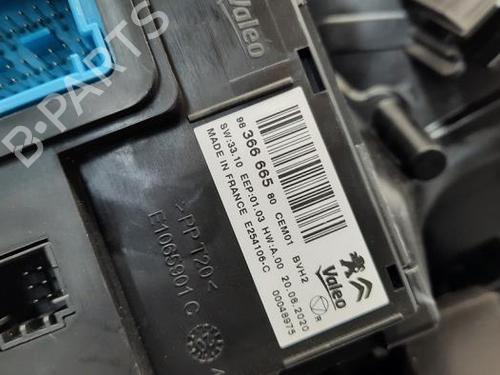 Valeo
B-PARTS
98 366 665 80 CEM01 BVH2
SW:33.10 EEP:01.03 HW:A.00 20.08.2020
MADE IN FRANCE E254106-C 00048975
Valeo
>PP T20<
E1065901 C